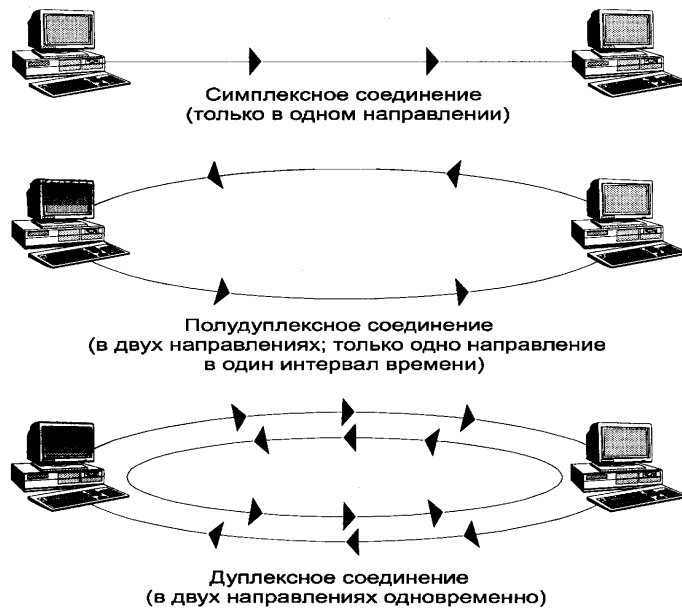 Симплексное соединение
(только в одном направлении)
Полудуплексное соединение
(в двух направлениях; только одно направление
в один интервал времени)
Дуплексное соединение
(в двух направлениях одновременно)